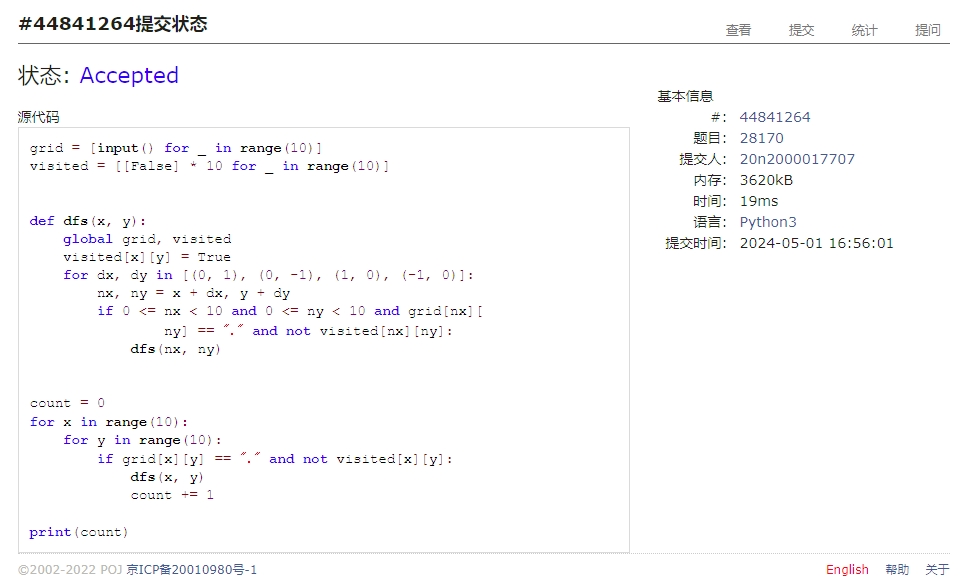 #44841264提交状态
查看 提交 统计 提问
状态: Accepted
源代码
grid = [input() for _ in range(10)]
visited = [[False] * 10 for _ in range(10)]
def dfs(x, y):
    global grid, visited
    visited[x][y] = True
    for dx, dy in [(0, 1), (0, -1), (1, 0), (-1, 0)]:
        nx, ny = x + dx, y + dy
        if 0 <= nx < 10 and 0 <= ny < 10 and grid[nx][
                ny] == "." and not visited[nx][ny]:
            dfs(nx, ny)
count = 0
for x in range(10):
    for y in range(10):
        if grid[x][y] == "." and not visited[x][y]:
            dfs(x, y)
            count += 1
print(count)
基本信息
#: 44841264
题目: 28170
提交人: 20n2000017707
内存: 3620kB
时间: 19ms
语言: Python3
提交时间: 2024-05-01 16:56:01
©2002-2022 POJ 京ICP备20010980号-1
English 帮助 关于